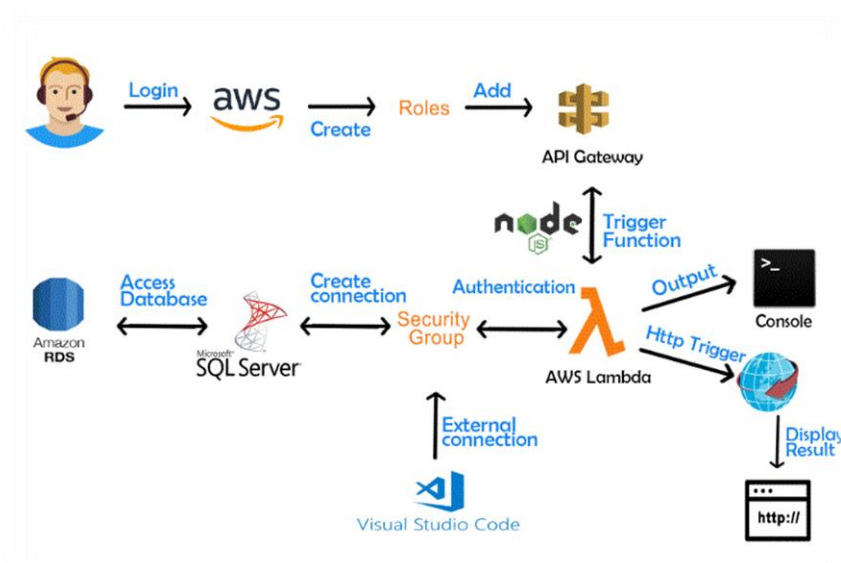 Login
aws
Create
Roles
Add
API Gateway
node
JS
Trigger
Function
Access
Database
Create
connection
Authentication
Output
>_
Console
Amazon
RDS
Microsoft®
SQL Server
Security
Group
AWS Lambda
Http Trigger
External
connection
Display
Result
Visual Studio Code
http://